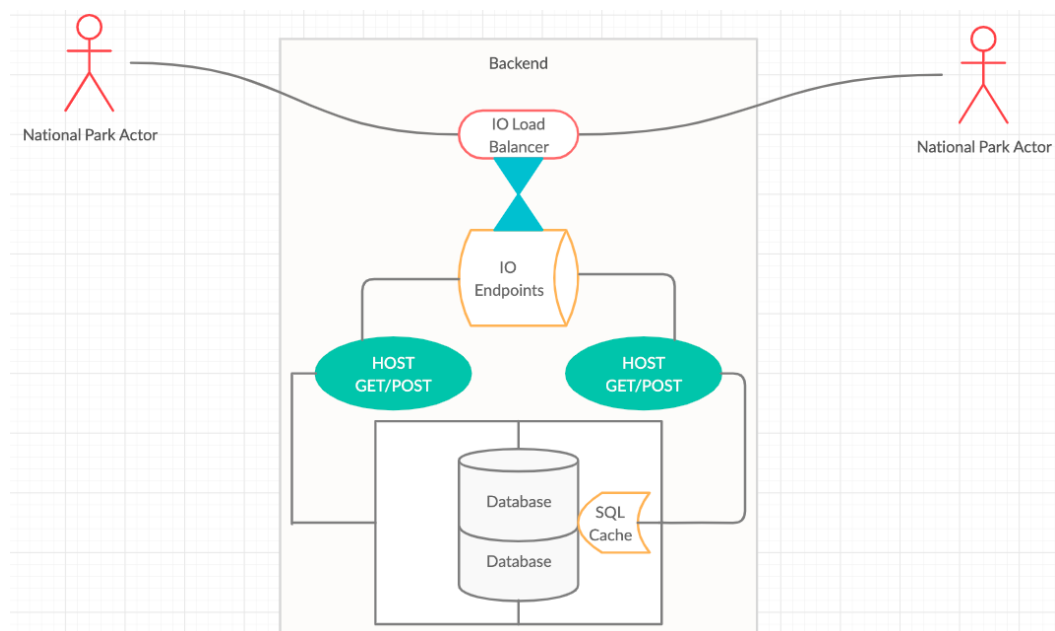 Backend
National Park Actor
National Park Actor
IO Load
Balancer
IO
Endpoints
HOST
GET/POST
HOST
GET/POST
Database
SQL
Cache
Database